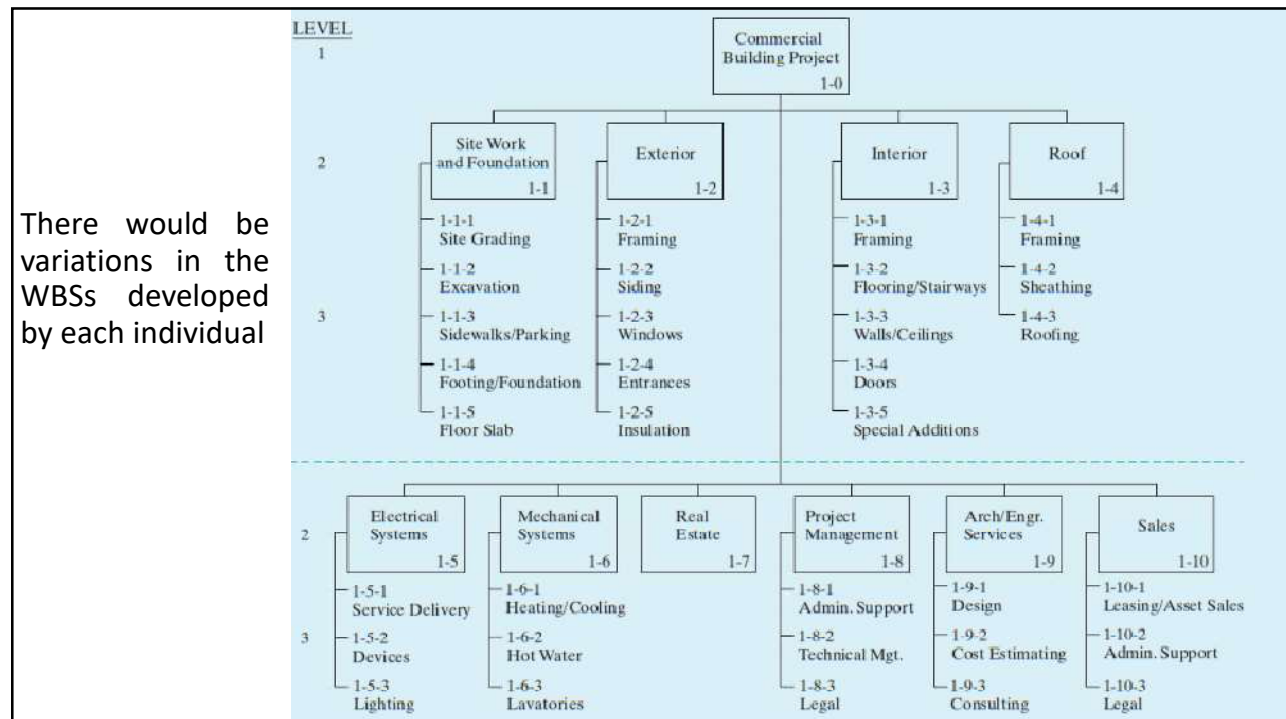 There would be
variations in the
WBSs developed
by each individual
LEVEL
1
Commercial
Building Project
1-0
2
Site Work
and Foundation
1-1
Exterior
1-2
Interior
1-3
Roof
1-4
3
1-1-1
Site Grading
1-1-2
Excavation
1-1-3
Sidewalks/Parking
1-1-4
Footing/Foundation
1-1-5
Floor Slab
1-2-1
Framing
1-2-2
Siding
1-2-3
Windows
1-2-4
Entrances
1-2-5
Insulation
1-3-1
Framing
1-3-2
Flooring/Stairways
1-3-3
Walls/Ceilings
1-3-4
Doors
1-3-5
Special Additions
1-4-1
Framing
1-4-2
Sheathing
1-4-3
Roofing
2
Electrical
Systems
1-5
Mechanical
Systems
1-6
Real
Estate
1-7
Project
Management
1-8
Arch/Engr.
Services
1-9
Sales
1-10
3
1-5-1
Service Delivery
1-5-2
Devices
1-5-3
Lighting
1-6-1
Heating/Cooling
1-6-2
Hot Water
1-6-3
Lavatories
1-8-1
Admin. Support
1-8-2
Technical Mgt.
1-8-3
Legal
1-9-1
Design
1-9-2
Cost Estimating
1-9-3
Consulting
1-10-1
Leasing/Asset Sales
1-10-2
Admin. Support
1-10-3
Legal